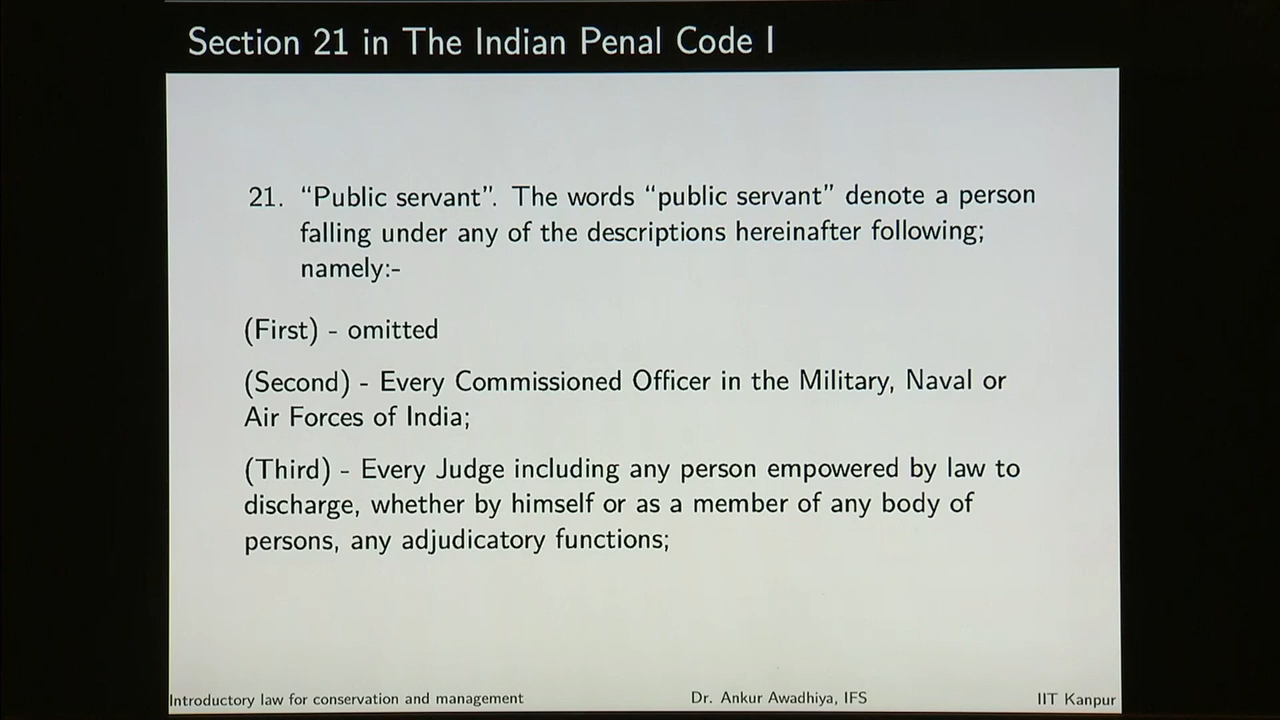 Section 21 in The Indian Penal Code I
21. “Public servant”. The words “public servant” denote a person
falling under any of the descriptions hereinafter following;
namely:-
(First) - omitted
(Second) - Every Commissioned Officer in the Military, Naval or
Air Forces of India;
(Third) - Every Judge including any person empowered by law to
discharge, whether by himself or as a member of any body of
persons, any adjudicatory functions;
Introductory law for conservation and management Dr. Ankur Awadhiya, IFS IIT Kanpur